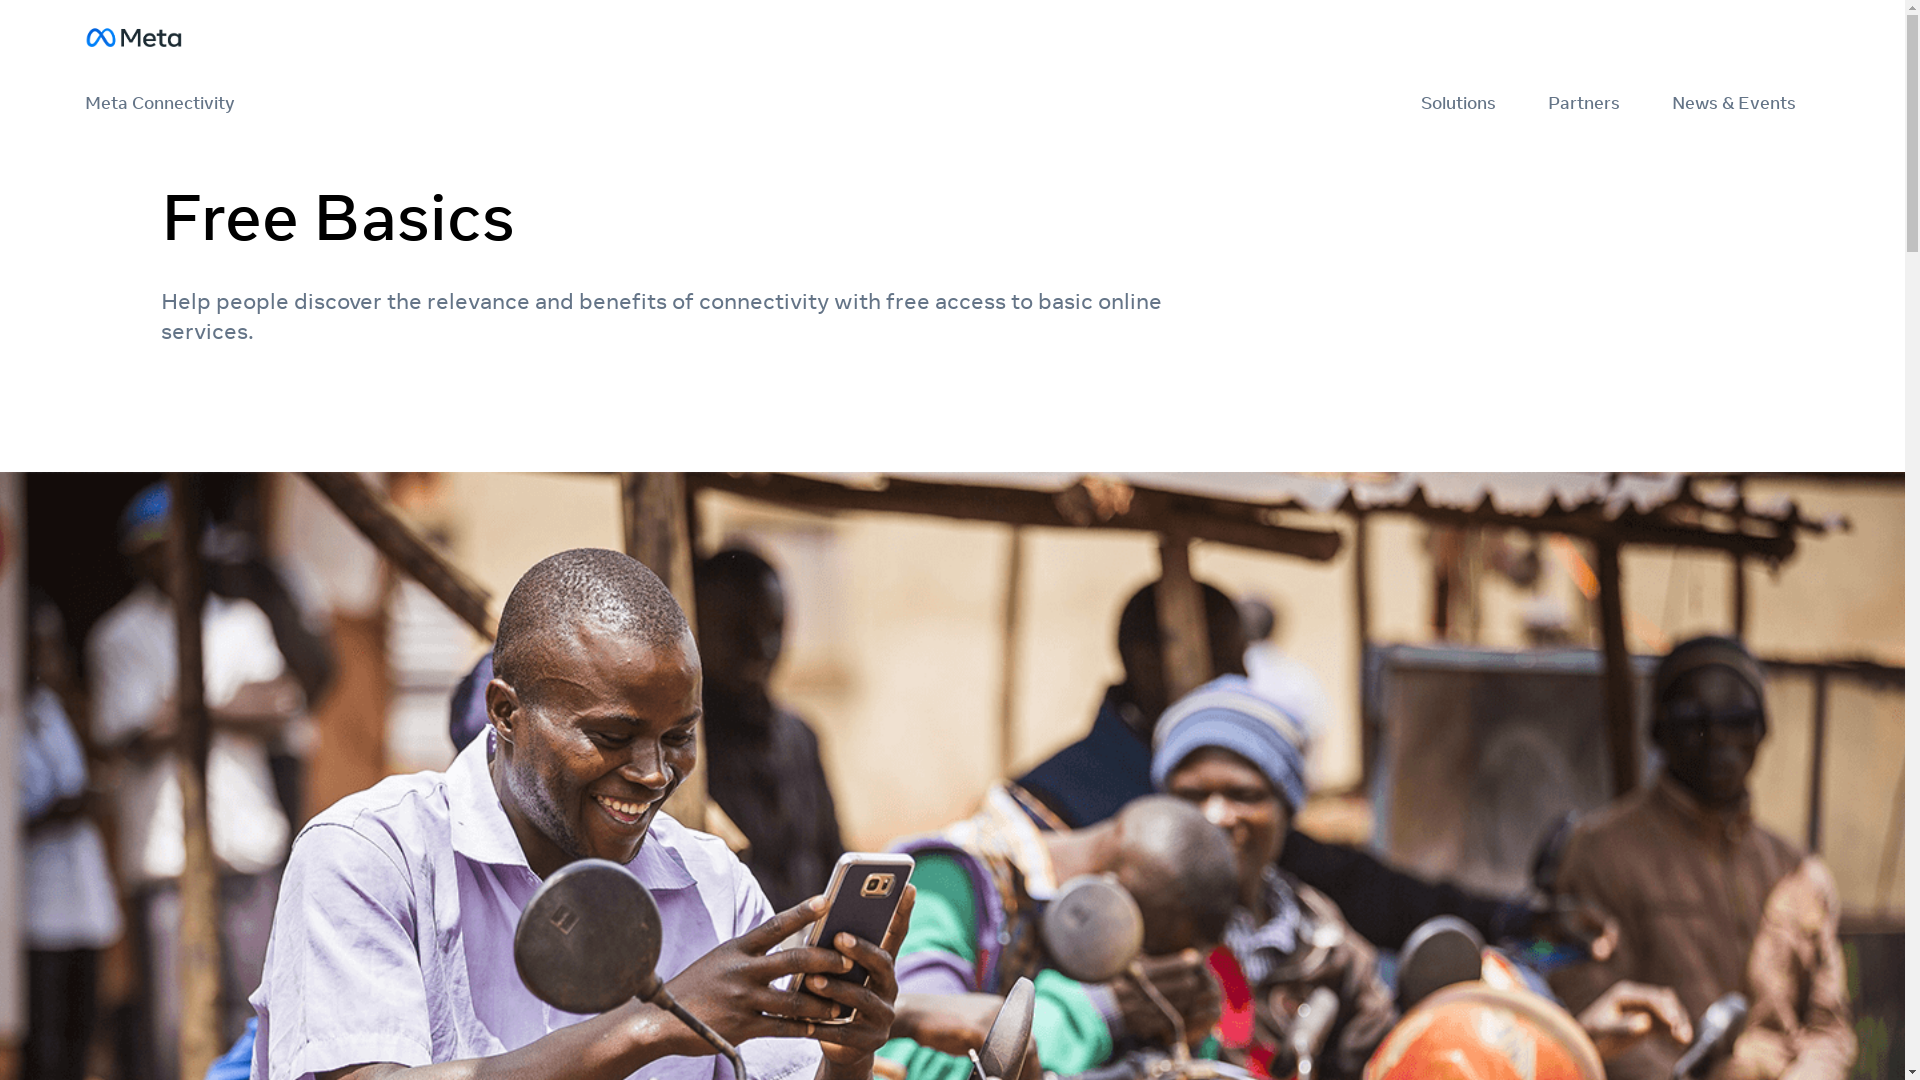 Meta
Meta Connectivity
Solutions
Partners
News & Events
Free Basics
Help people discover the relevance and benefits of connectivity with free access to basic online
services.